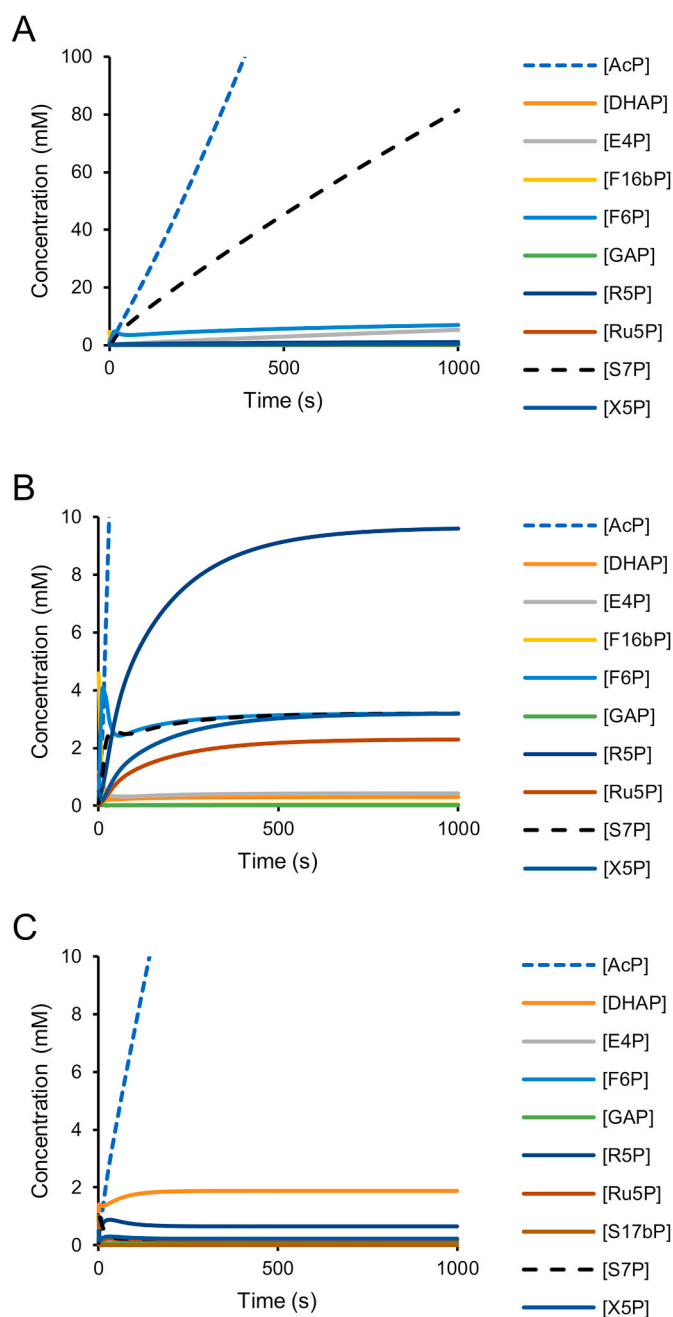 A
100
80
60
40
20
0
Concentration (mM)
0
500
1000
Time (s)
[AcP]
[DHAP]
[E4P]
[F16bP]
[F6P]
[GAP]
[R5P]
[Ru5P]
[S7P]
[X5P]
B
10
8
6
4
2
0
Concentration (mM)
0
500
1000
Time (s)
[AcP]
[DHAP]
[E4P]
[F16bP]
[F6P]
[GAP]
[R5P]
[Ru5P]
[S7P]
[X5P]
C
10
8
6
4
2
0
Concentration (mM)
0
500
1000
Time (s)
[AcP]
[DHAP]
[E4P]
[F6P]
[GAP]
[R5P]
[Ru5P]
[S17bP]
[S7P]
[X5P]